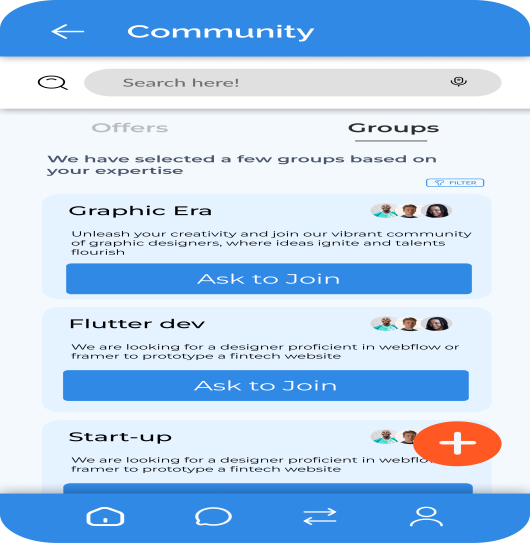 Community
Search here!
Offers
Groups
We have selected a few groups based on
your expertise
FILTER
Graphic Era
Unleash your creativity and join our vibrant community
of graphic designers, where ideas ignite and talents
flourish
Ask to Join
Flutter dev
We are looking for a designer proficient in webflow or
framer to prototype a fintech website
Ask to Join
Start-up
We are looking for a designer proficient in webflo
framer to prototype a fintech website